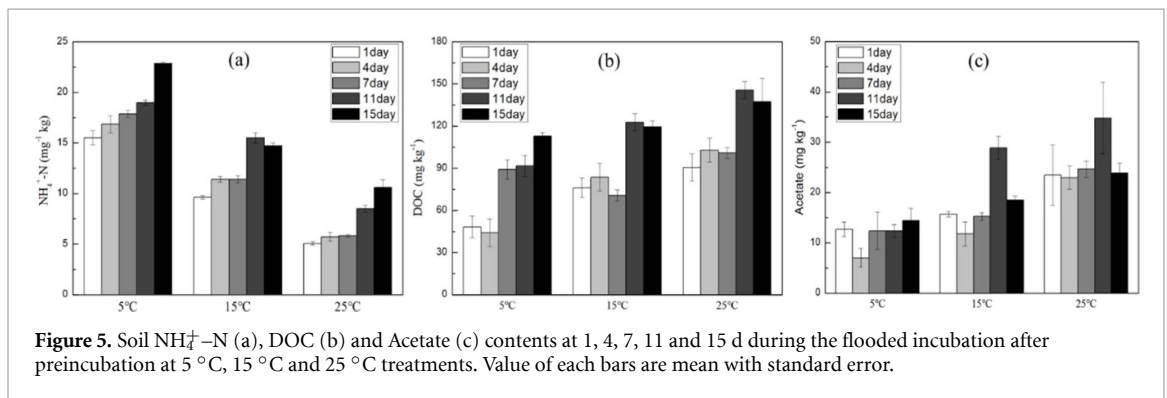 (a)
1day
4day
7day
11day
15day
NH₄⁺-N (mg⁻¹ kg)
25
20
15
10
5
0
5°C
15°C
25°C
(b)
1day
4day
7day
11day
15day
DOC (mg kg⁻¹)
180
150
120
90
60
30
0
5°C
15°C
25°C
(c)
1day
4day
7day
11day
15day
Acetate (mg kg⁻¹)
50
40
30
20
10
0
5°C
15°C
25°C
Figure 5. Soil NH₄⁺–N (a), DOC (b) and Acetate (c) contents at 1, 4, 7, 11 and 15 d during the flooded incubation after
preincubation at 5 °C, 15 °C and 25 °C treatments. Value of each bars are mean with standard error.